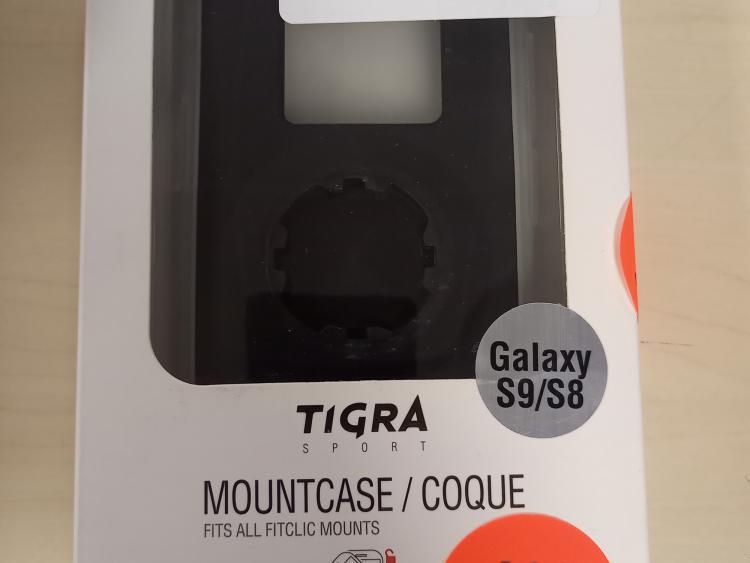 Galaxy
S9/S8
TIGRA
SPORT
MOUNTCASE / COQUE
FITS ALL FITCLIC MOUNTS